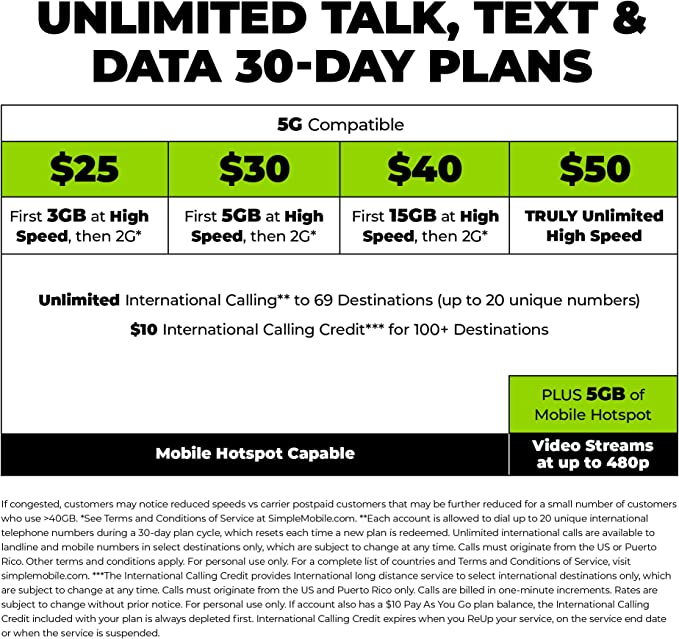 UNLIMITED TALK, TEXT &
DATA 30-DAY PLANS
5G Compatible
$25
$30
$40
$50
First 3GB at High
Speed, then 2G*
First 5GB at High
Speed, then 2G*
First 15GB at High
Speed, then 2G*
TRULY Unlimited
High Speed
Unlimited International Calling** to 69 Destinations (up to 20 unique numbers)
$10 International Calling Credit*** for 100+ Destinations
PLUS 5GB of
Mobile Hotspot
Mobile Hotspot Capable
Video Streams
at up to 480p
If congested, customers may notice reduced speeds vs carrier postpaid customers that may be further reduced for a small number of customers
who use >40GB. *See Terms and Conditions of Service at SimpleMobile.com. **Each account is allowed to dial up to 20 unique international
telephone numbers during a 30-day plan cycle, which resets each time a new plan is redeemed. Unlimited international calls are available to
landline and mobile numbers in select destinations only, which are subject to change at any time. Calls must originate from the US or Puerto
Rico. Other terms and conditions apply. For personal use only. For a complete list of countries and Terms and Conditions of Service, visit
simplemobile.com. ***The International Calling Credit provides International long distance service to select international destinations only, which
are subject to change at any time. Calls must originate from the US and Puerto Rico only. Calls are billed in one-minute increments. Rates are
subject to change without prior notice. For personal use only. If account also has a $10 Pay As You Go plan balance, the International Calling
Credit included with your plan is always depleted first. International Calling Credit expires when you ReUp your service, on the service end date
or when the service is suspended.